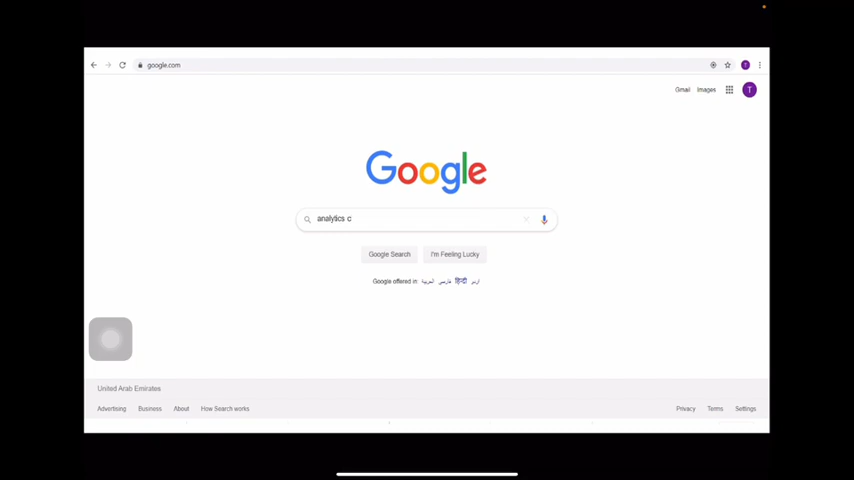 google.com
T
Gmail Images T
Google
analytics c
Google Search I'm Feeling Lucky
Google offered in: العربية فارسی हिन्दी اردو
United Arab Emirates
Advertising Business About How Search works Privacy Terms Settings